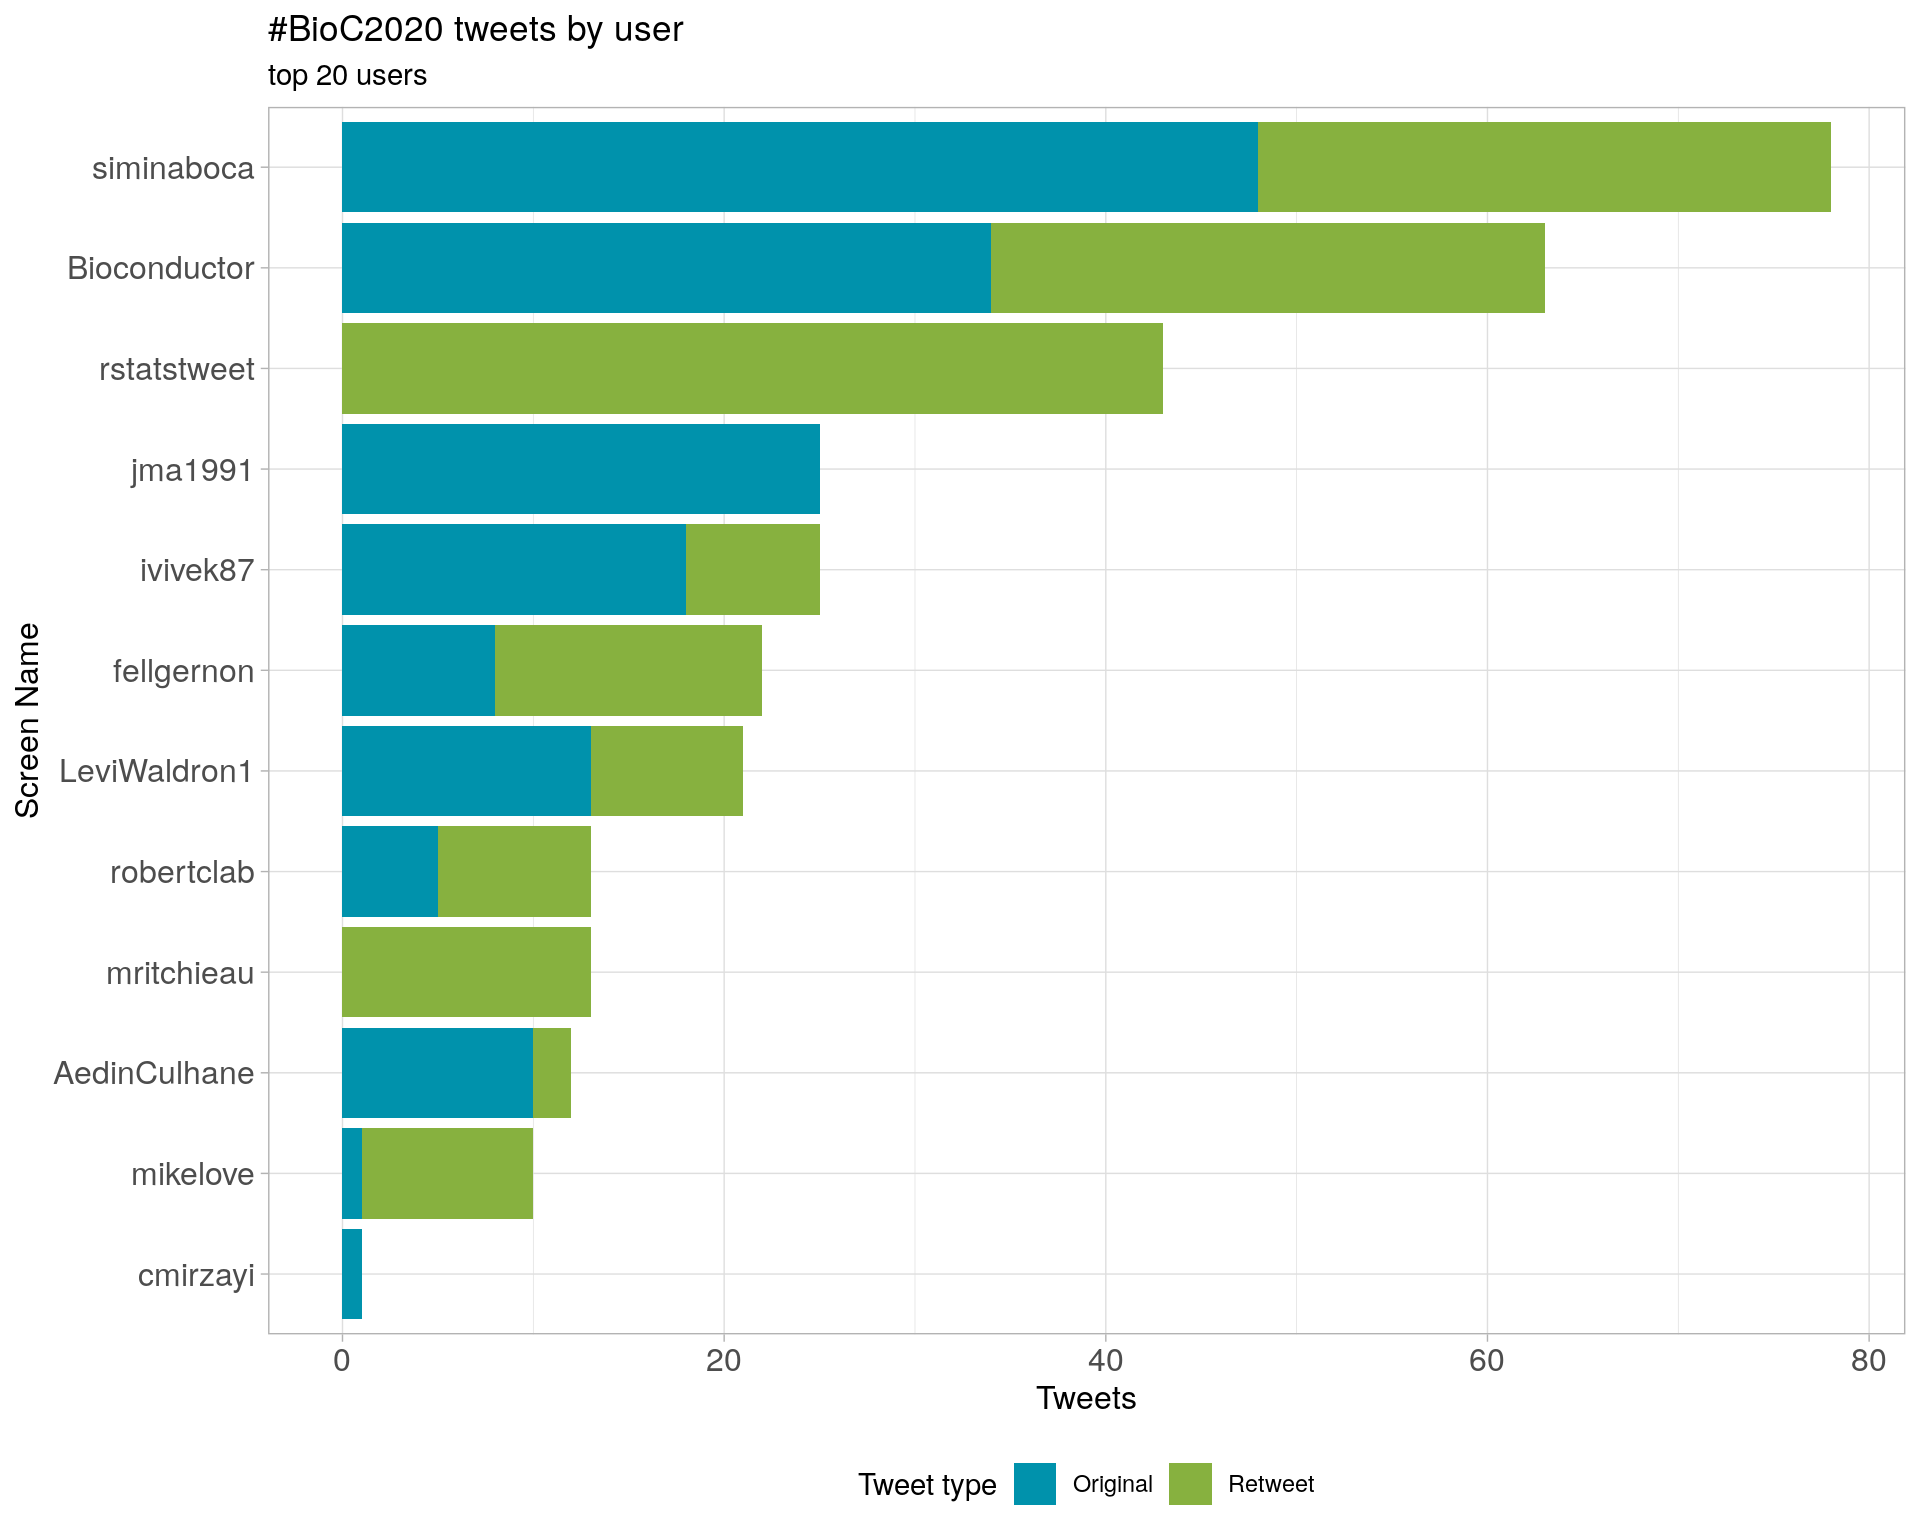 #BioC2020 tweets by user
top 20 users
Screen Name
siminaboca
Bioconductor
rstatstweet
jma1991
ivivek87
fellgernon
LeviWaldron1
robertclab
mritchieau
AedinCulhane
mikelove
cmirzayi
0 20 40 60 80
Tweets
Tweet type Original Retweet